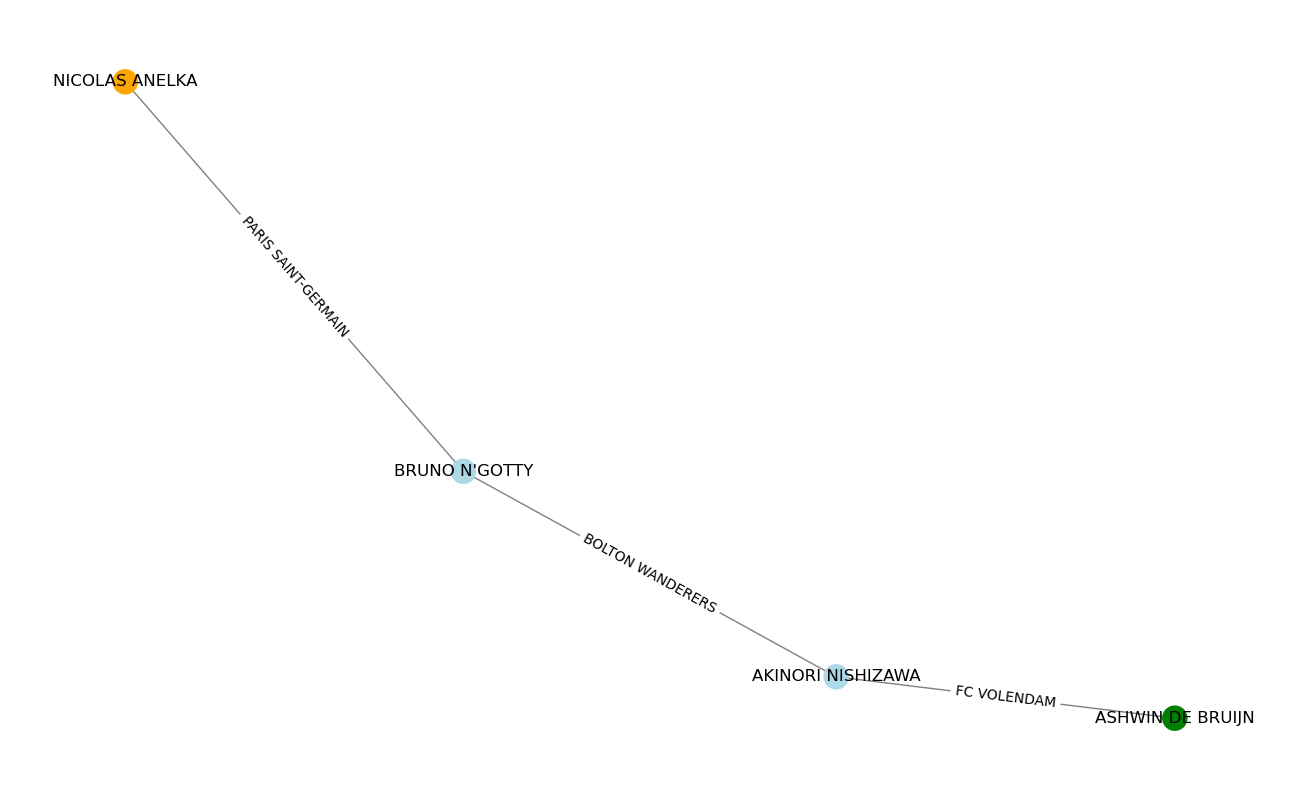 NICOLAS ANELKA
PARIS SAINT-GERMAIN
BRUNO N'GOTTY
BOLTON WANDERERS
AKINORI NISHIZAWA
FC VOLENDAM
ASHWIN DE BRUIJN